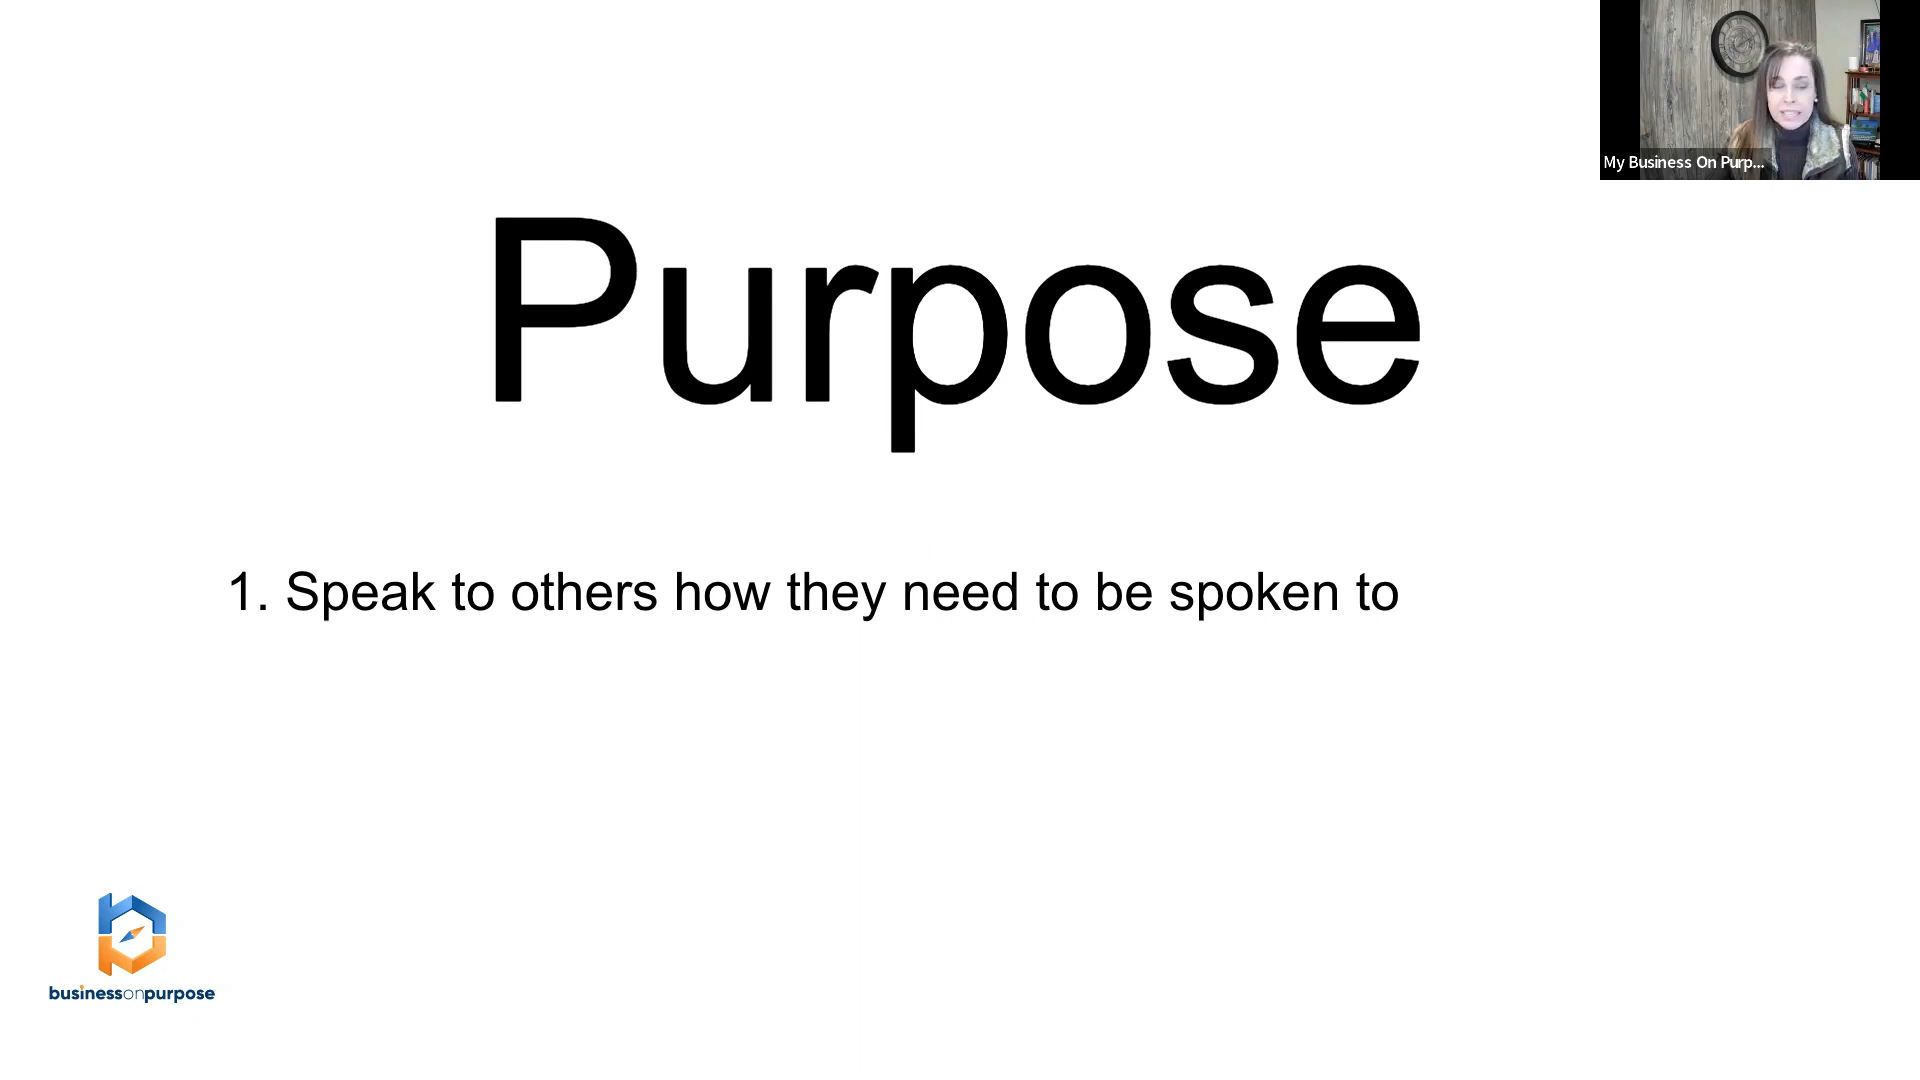 My Business On Purp...
Purpose
1. Speak to others how they need to be spoken to
businessonpurpose